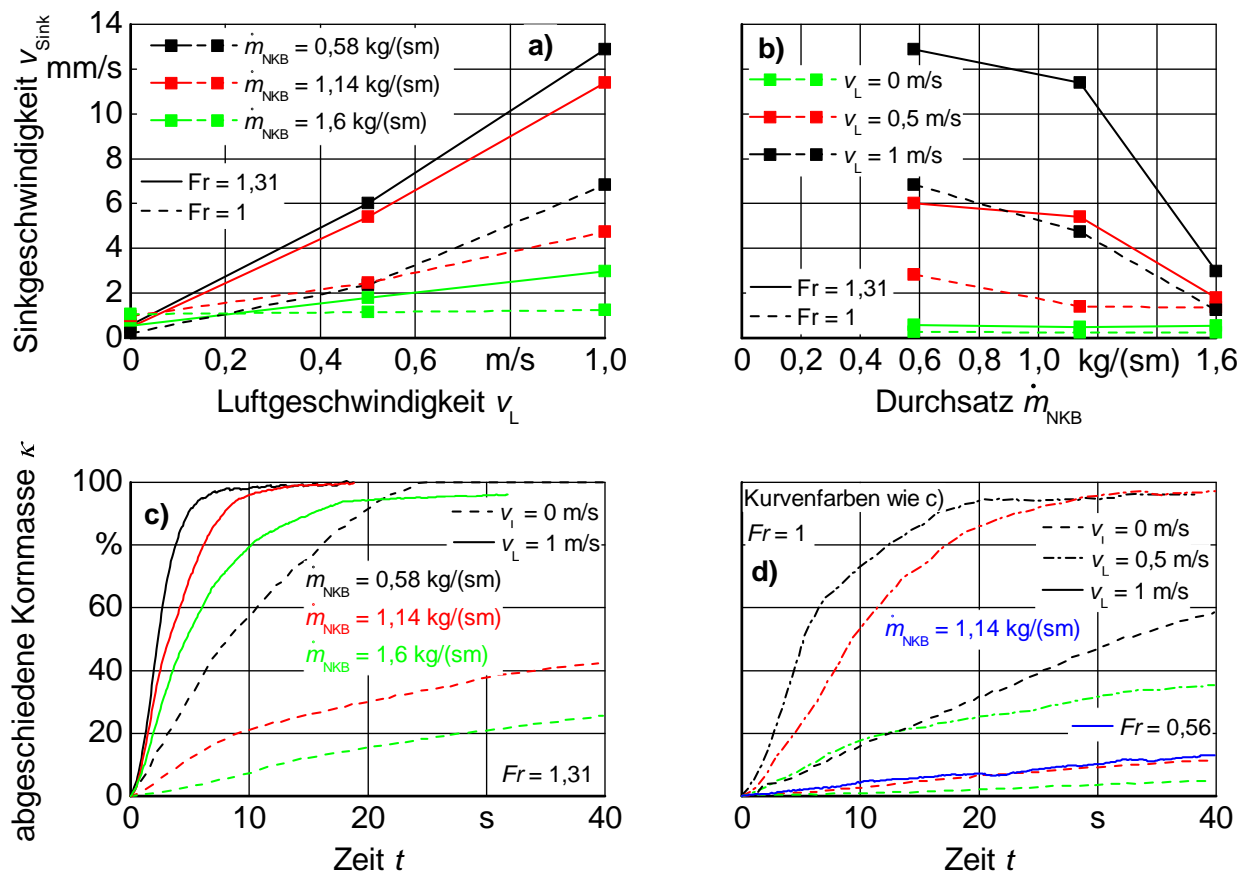 Sinkgeschwindigkeit v_Sink
mm/s
14
12
10
8
6
4
2
0
a)
ṁ_NKB = 0,58 kg/(sm)
ṁ_NKB = 1,14 kg/(sm)
ṁ_NKB = 1,6 kg/(sm)
Fr = 1,31
Fr = 1
0 0,2 0,4 0,6 m/s 1,0
Luftgeschwindigkeit v_L
b)
v_L = 0 m/s
v_L = 0,5 m/s
v_L = 1 m/s
Fr = 1,31
Fr = 1
0 0,2 0,4 0,6 0,8 1,0 kg/(sm) 1,6
Durchsatz ṁ_NKB
abgeschiedene Kornmasse κ
100
%
60
40
20
0
c)
v_L = 0 m/s
v_L = 1 m/s
ṁ_NKB = 0,58 kg/(sm)
ṁ_NKB = 1,14 kg/(sm)
ṁ_NKB = 1,6 kg/(sm)
Fr = 1,31
0 10 20 s 40
Zeit t
Kurvenfarben wie c)
Fr = 1
d)
v_L = 0 m/s
v_L = 0,5 m/s
v_L = 1 m/s
ṁ_NKB = 1,14 kg/(sm)
Fr = 0,56
0 10 20 s 40
Zeit t